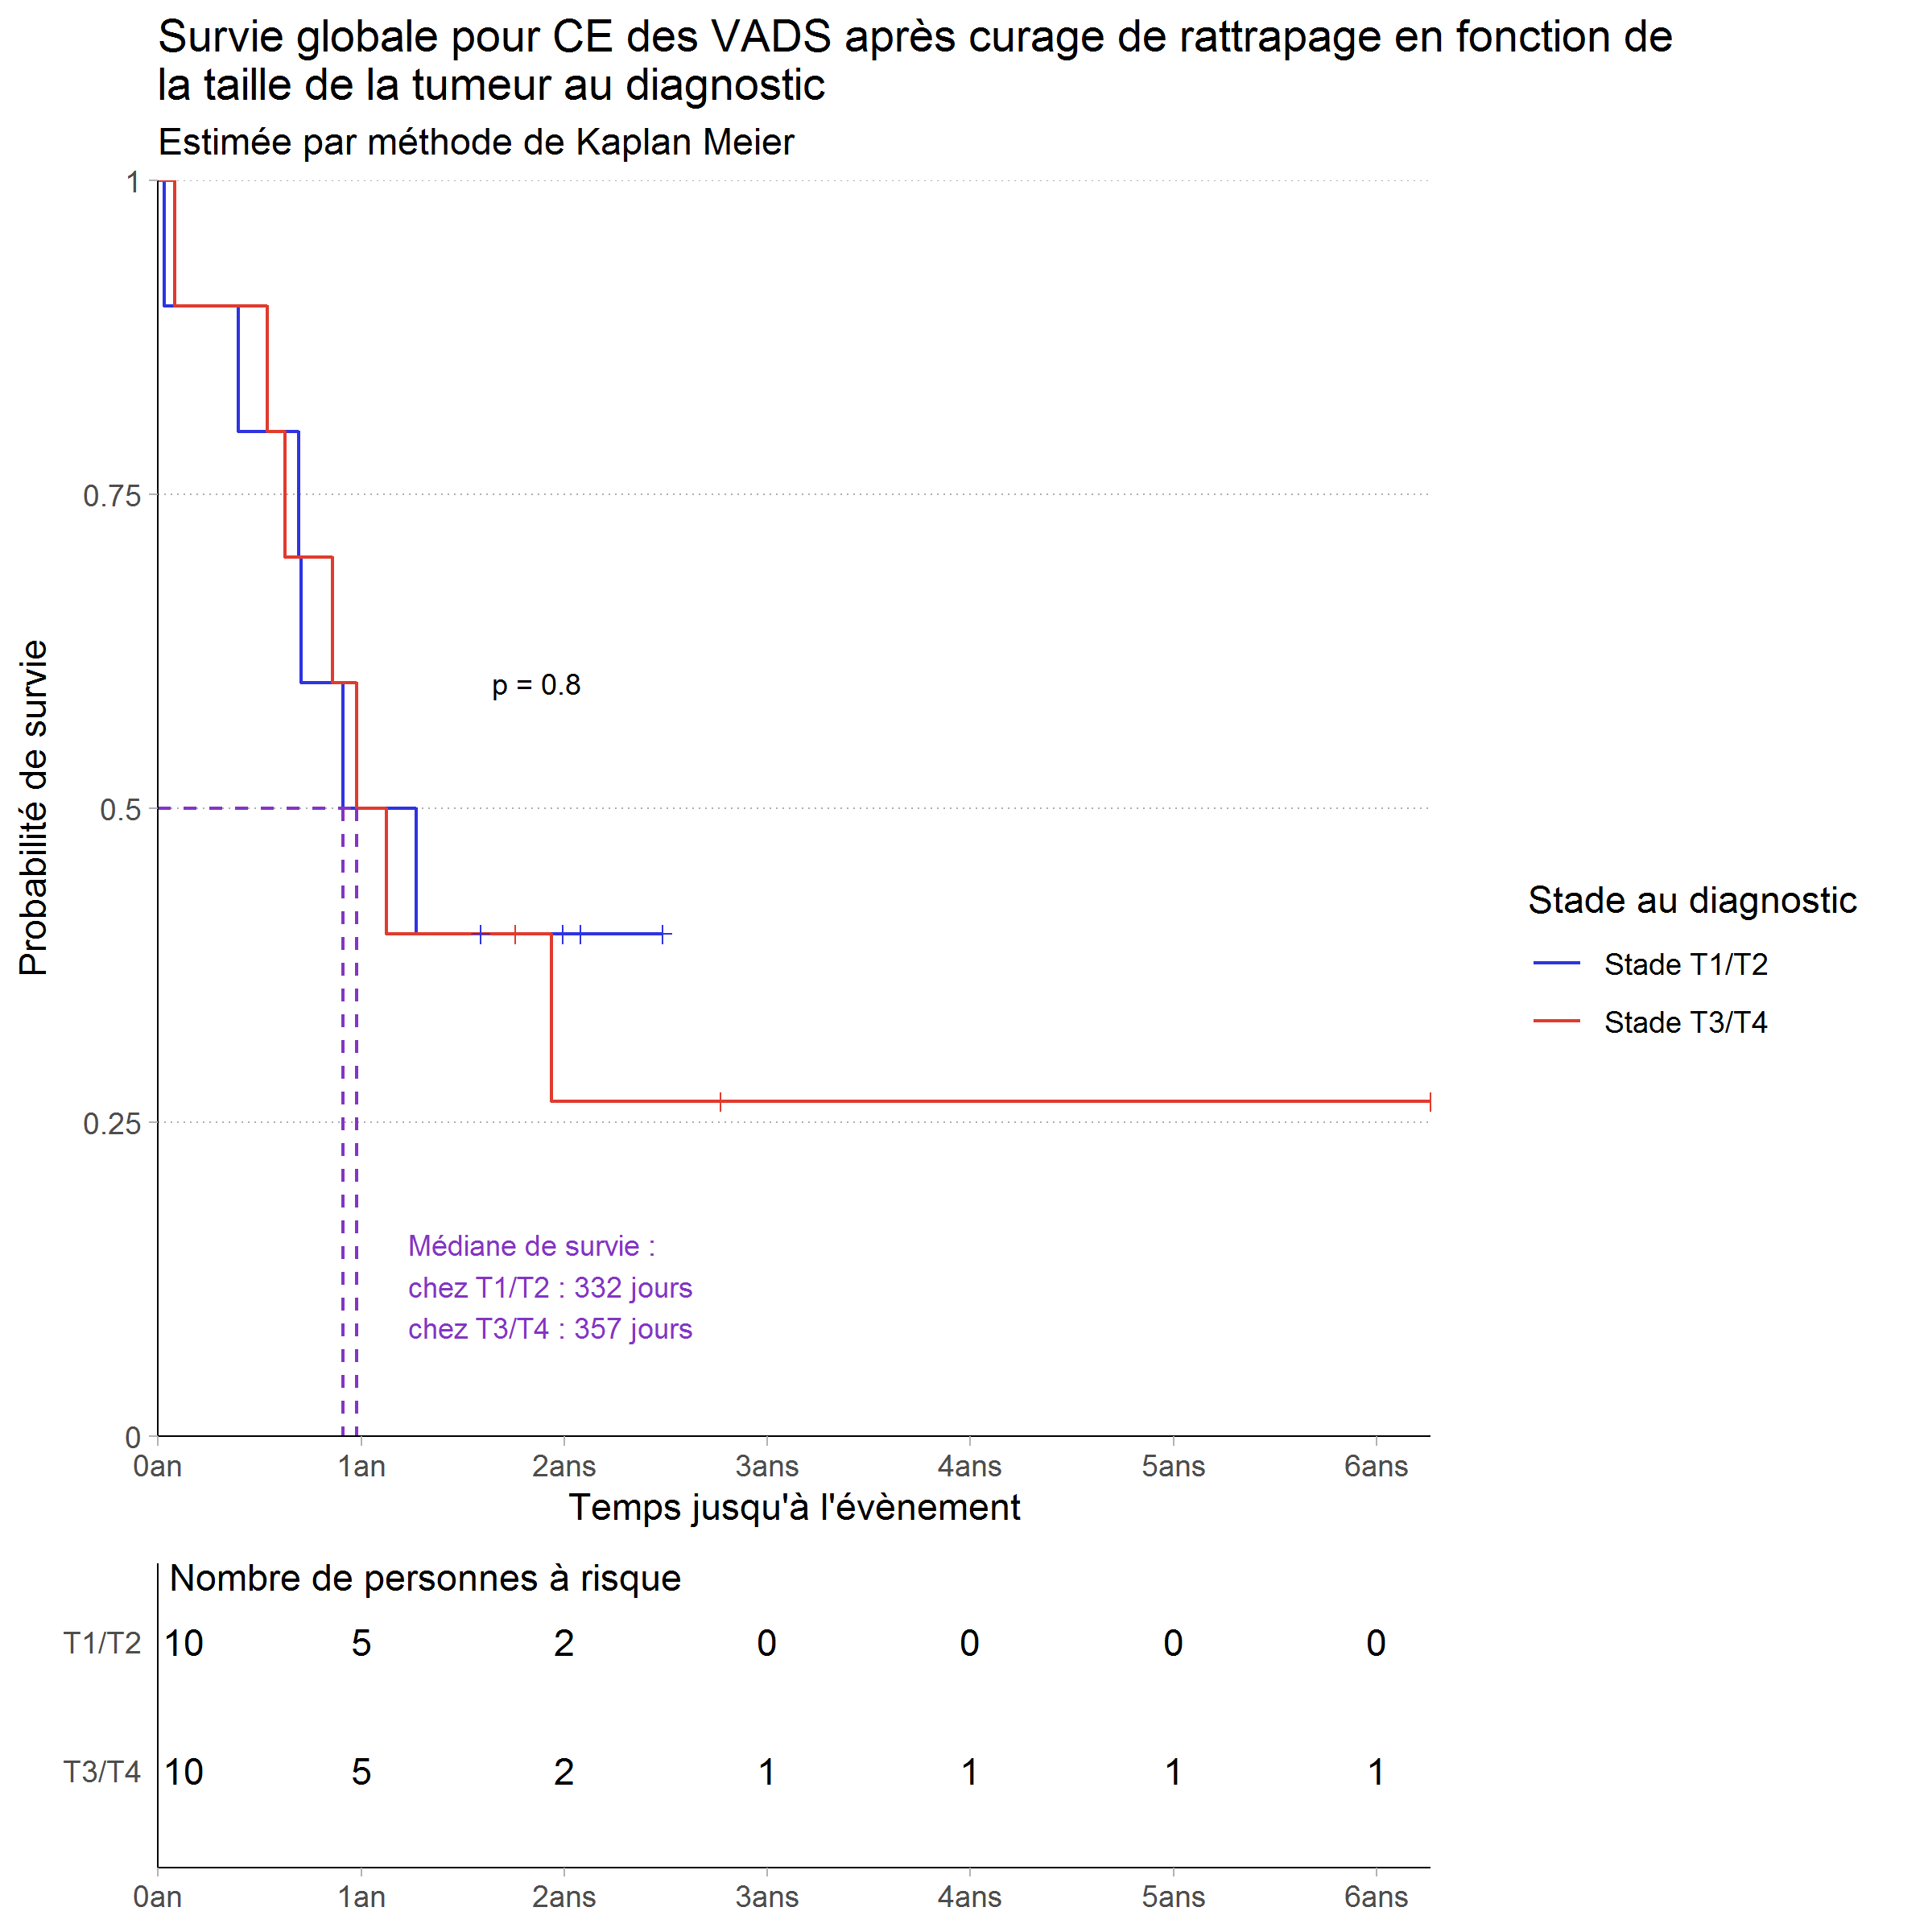 Survie globale pour CE des VADS après curage de rattrapage en fonction de
la taille de la tumeur au diagnostic
Estimée par méthode de Kaplan Meier
Probabilité de survie
1
0.75
0.5
0.25
0
p = 0.8
Médiane de survie :
chez T1/T2 : 332 jours
chez T3/T4 : 357 jours
0an 1an 2ans 3ans 4ans 5ans 6ans
Temps jusqu'à l'évènement
Stade au diagnostic
Stade T1/T2
Stade T3/T4
Nombre de personnes à risque
T1/T2 10 5 2 0 0 0 0
T3/T4 10 5 2 1 1 1 1
0an 1an 2ans 3ans 4ans 5ans 6ans